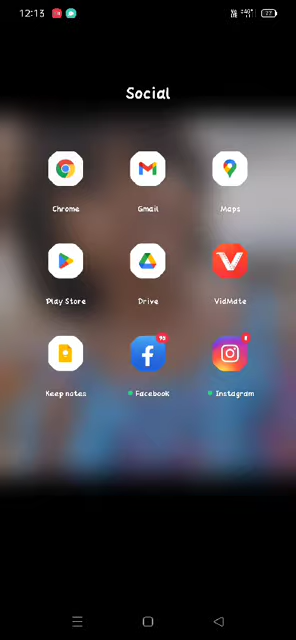 12:13
Social
Chrome
Gmail
Maps
Play Store
Drive
VidMate
Keep notes
Facebook
Instagram